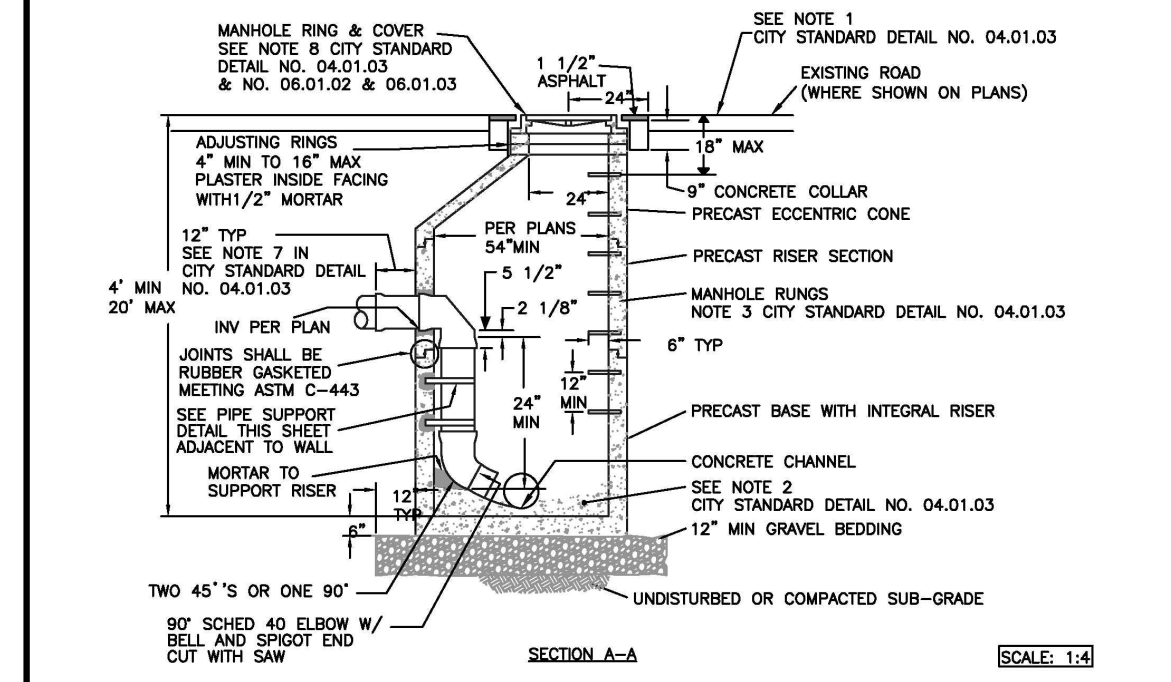 MANHOLE RING & COVER
SEE NOTE 8 CITY STANDARD
DETAIL NO. 04.01.03
& NO. 06.01.02 & 06.01.03
1 1/2"
ASPHALT
24"
SEE NOTE 1
CITY STANDARD DETAIL NO. 04.01.03
EXISTING ROAD
(WHERE SHOWN ON PLANS)
ADJUSTING RINGS
4" MIN TO 16" MAX
PLASTER INSIDE FACING
WITH1/2" MORTAR
18" MAX
9" CONCRETE COLLAR
24"
PRECAST ECCENTRIC CONE
12" TYP
SEE NOTE 7 IN
CITY STANDARD DETAIL
NO. 04.01.03
PER PLANS
54"MIN
PRECAST RISER SECTION
4' MIN
20' MAX
5 1/2"
2 1/8"
MANHOLE RUNGS
NOTE 3 CITY STANDARD DETAIL NO. 04.01.03
INV PER PLAN
6" TYP
JOINTS SHALL BE
RUBBER GASKETED
MEETING ASTM C-443
12"
MIN
24"
MIN
SEE PIPE SUPPORT
DETAIL THIS SHEET
ADJACENT TO WALL
PRECAST BASE WITH INTEGRAL RISER
MORTAR TO
SUPPORT RISER
CONCRETE CHANNEL
12
TYP
SEE NOTE 2
CITY STANDARD DETAIL NO. 04.01.03
6"
12" MIN GRAVEL BEDDING
TWO 45°'S OR ONE 90°
UNDISTURBED OR COMPACTED SUB-GRADE
90° SCHED 40 ELBOW W/
BELL AND SPIGOT END
CUT WITH SAW
SECTION A-A
SCALE: 1:4